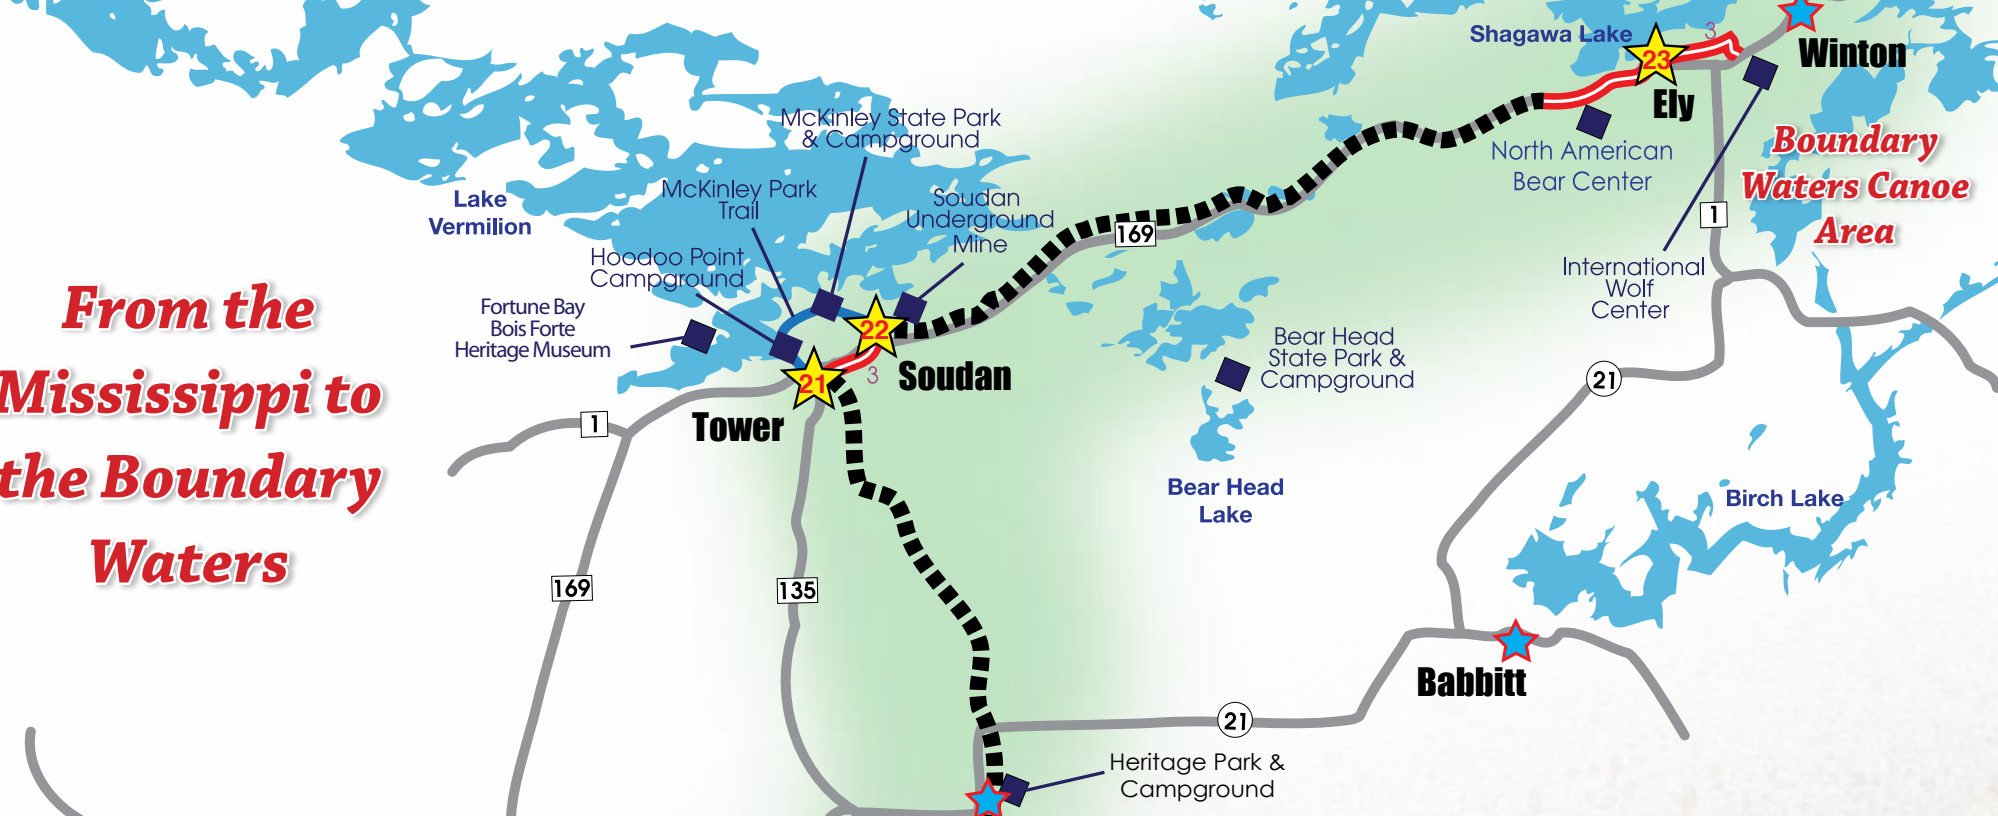 Shagawa Lake
3
23
Winton
Ely
McKinley State Park
& Campground
North American
Bear Center
Boundary
Waters Canoe
Area
Lake
Vermilion
McKinley Park
Trail
Soudan
Underground
Mine
169
1
Hoodoo Point
Campground
International
Wolf
Center
From the
Mississippi to
the Boundary
Waters
Fortune Bay
Bois Forte
Heritage Museum
22
21
3
Soudan
Bear Head
State Park &
Campground
21
1
Tower
Bear Head
Lake
Birch Lake
169
135
Babbitt
21
Heritage Park &
Campground